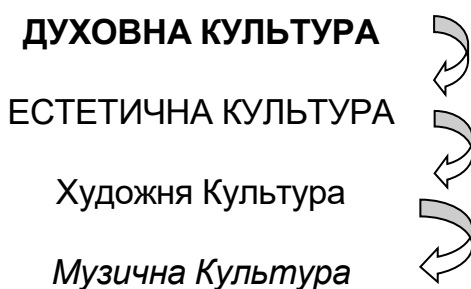 ДУХОВНА КУЛЬТУРА
ЕСТЕТИЧНА КУЛЬТУРА
Художня Культура
Музична Культура